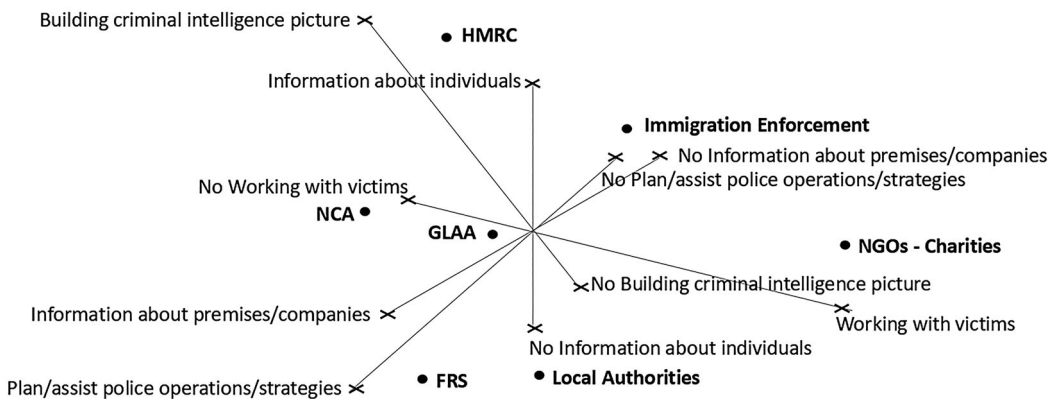 Building criminal intelligence picture
HMRC
Information about individuals
Immigration Enforcement
No Information about premises/companies
No Plan/assist police operations/strategies
No Working with victims
NCA
GLAA
NGOs - Charities
No Building criminal intelligence picture
Information about premises/companies
Working with victims
No Information about individuals
Plan/assist police operations/strategies
FRS
Local Authorities